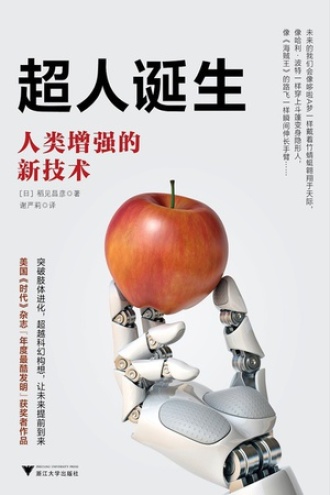 未来的我们会像哆啦A梦一样戴着竹蜻蜓翱翔于天际，
像哈利·波特一样穿上斗篷变身隐形人，
像《海贼王》的路飞一样瞬间伸长手臂……
超人诞生
人类增强的
新技术
［日］稻见昌彦◎著
谢严莉◎译
突破肢体进化，超越科幻构想，让未来提前到来
美国《时代》杂志“年度最酷发明”获奖者作品
浙江大学出版社